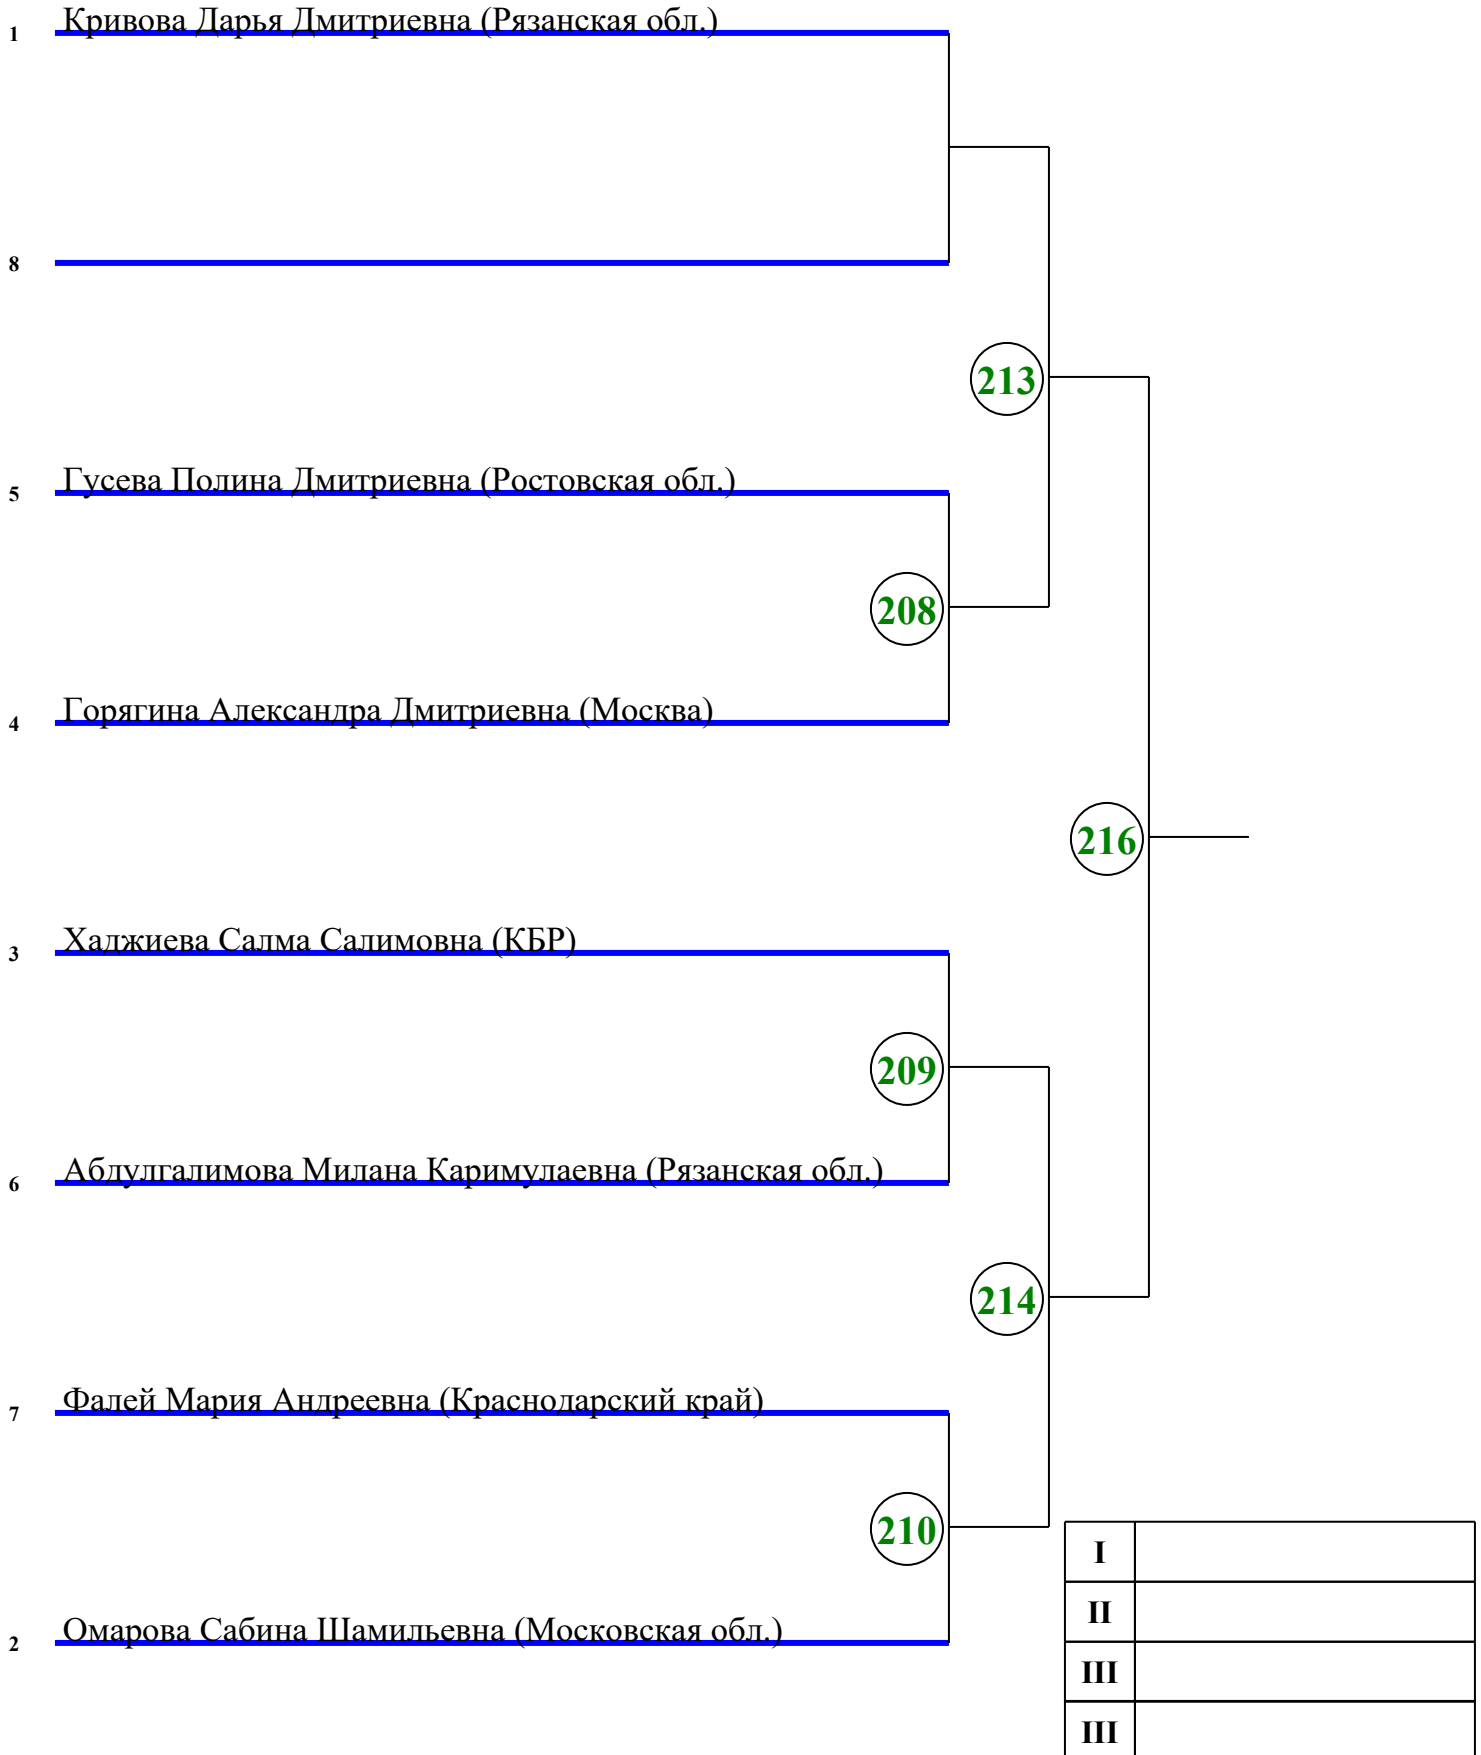 1 Кривова Дарья Дмитриевна (Рязанская обл.)
8
213
5 Гусева Полина Дмитриевна (Ростовская обл.)
208
4 Горягина Александра Дмитриевна (Москва)
216
3 Хаджиева Салма Салимовна (КБР)
209
6 Абдулгалимова Милана Каримулаевна (Рязанская обл.)
214
7 Фалей Мария Андреевна (Краснодарский край)
210
I
II
2 Омарова Сабина Шамильевна (Московская обл.)
III
III